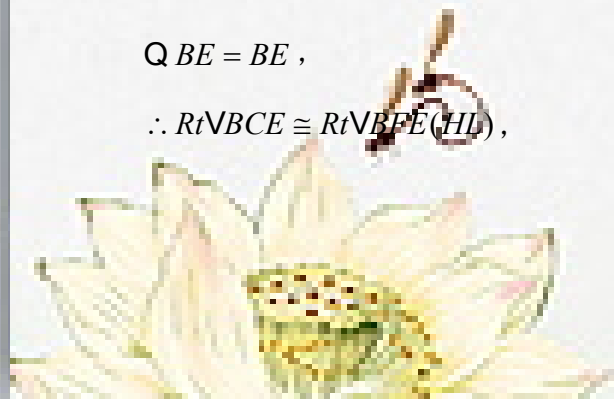 Q BE = BE ,
∴ RtVBCE ≅ RtVBFE(HL) ,